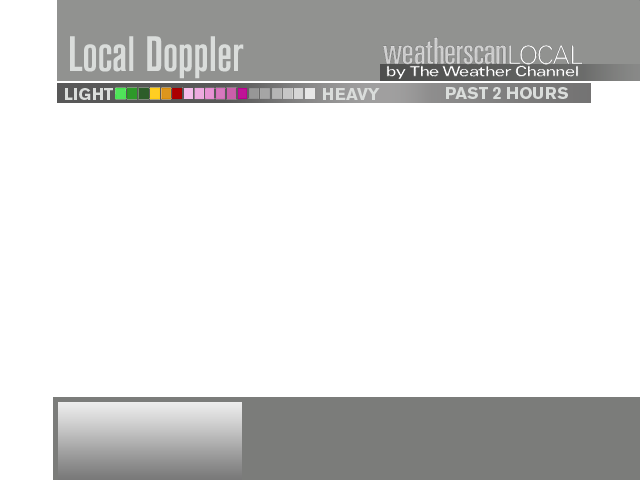 Local Doppler
weatherscanLOCAL
by The Weather Channel
LIGHT HEAVY PAST 2 HOURS